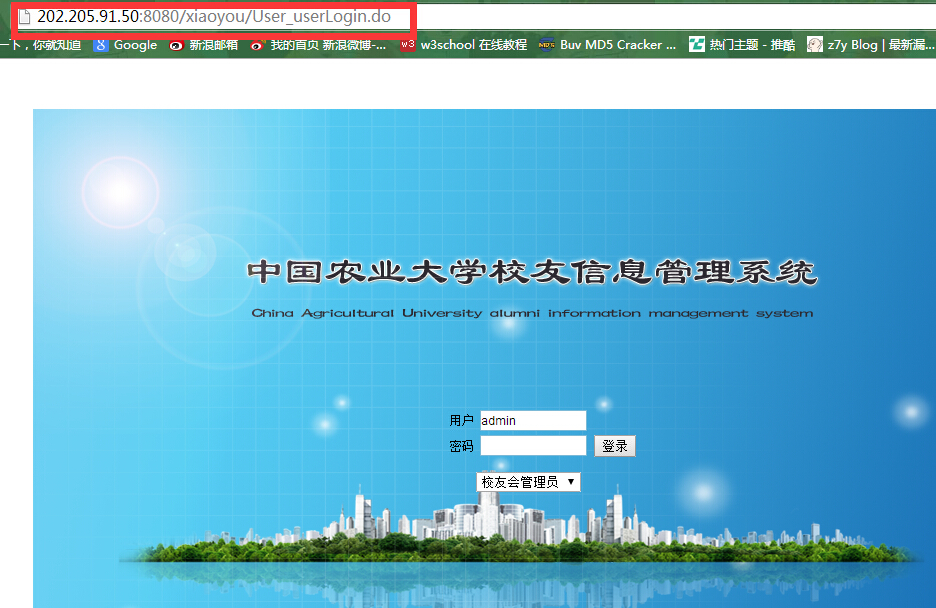 202.205.91.50:8080/xiaoyou/User_userLogin.do
一下，你就知道 Google 新浪邮箱 我的首页 新浪微博-... w3 w3school 在线教程 MD5 Buv MD5 Cracker ... 热门主题 - 推酷 z7y Blog | 最新漏...
中国农业大学校友信息管理系统
China Agricultural University alumni information management system
用户 admin
密码 登录
校友会管理员 ▼